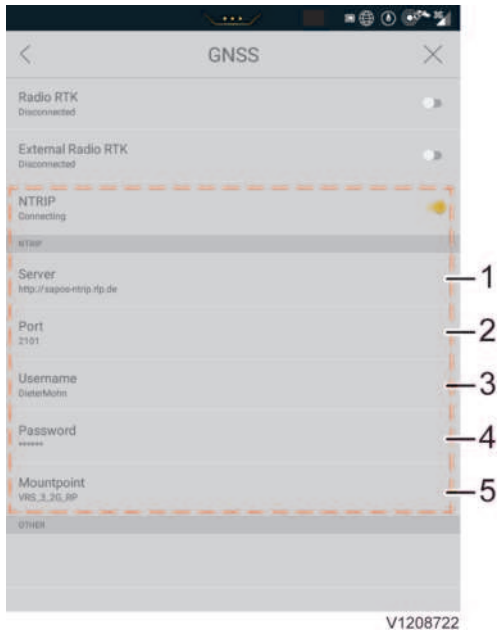 GNSS
Radio RTK
Disconnected
External Radio RTK
Disconnected
NTRIP
Connecting
NTRIP
Server
http://sapos-ntrip.rlp.de
1
Port
2101
2
Username
DieterMohn
3
Password
******
4
Mountpoint
VRS_3_2G_RP
5
OTHER
V1208722